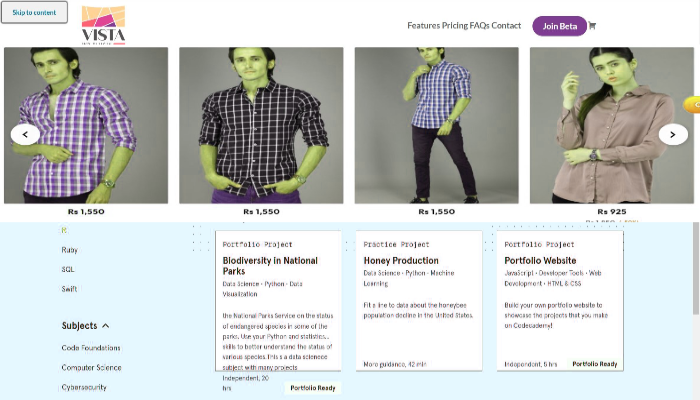 Skip to content
VISTA
Features Pricing FAQs Contact
Join Beta
Rs 1,550
Rs 1,550
Rs 1,550
Rs 925
Ruby
SQL
Swift
Subjects
Code Foundations
Computer Science
Cybersecurity
Portfolio Project
Biodiversity in National
Parks
Data Science • Python • Data
Visualization
the National Parks Service on the status
of endangered species in some of the
parks. Use your Python and statistics...
skills to better understand the status of
various species. this is a data scienece
subject with many projects
Independent, 20
hrs
Portfolio Ready
Practice Project
Honey Production
Data Science • Python • Machine
Learning
Fit a line to data about the honeybee
population decline in the United States.
More guidance, 42 min
Portfolio Project
Portfolio Website
JavaScript • Developer Tools • Web
Development • HTML & CSS
Build your own portfolio website to
showcase the projects that you make
on Codecademy!
Independent, 5 hrs
Portfolio Ready